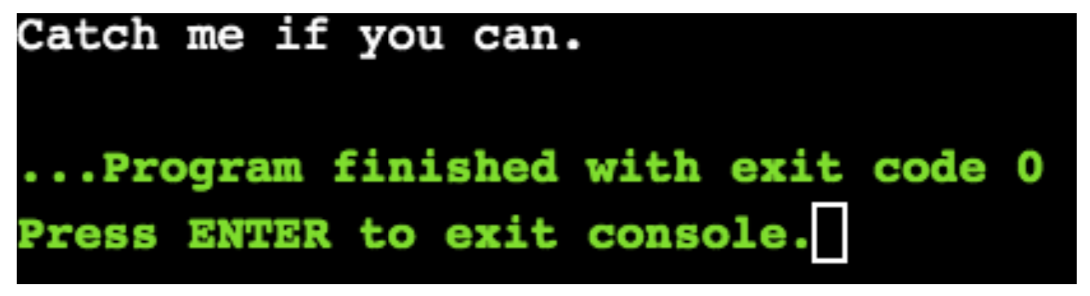 Catch me if you can.
...Program finished with exit code 0
Press ENTER to exit console.